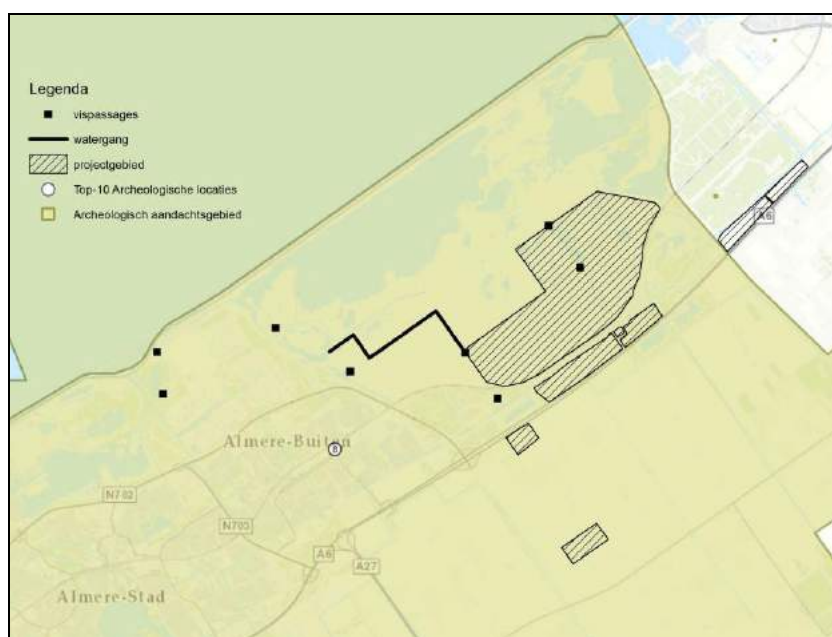 Legenda
vispassages
watergang
projectgebied
Top-10 Archeologische locaties
Archeologisch aandachtsgebied
A6
Almere-Buiten
8
N702
N703
A6
A27
Almere-Stad